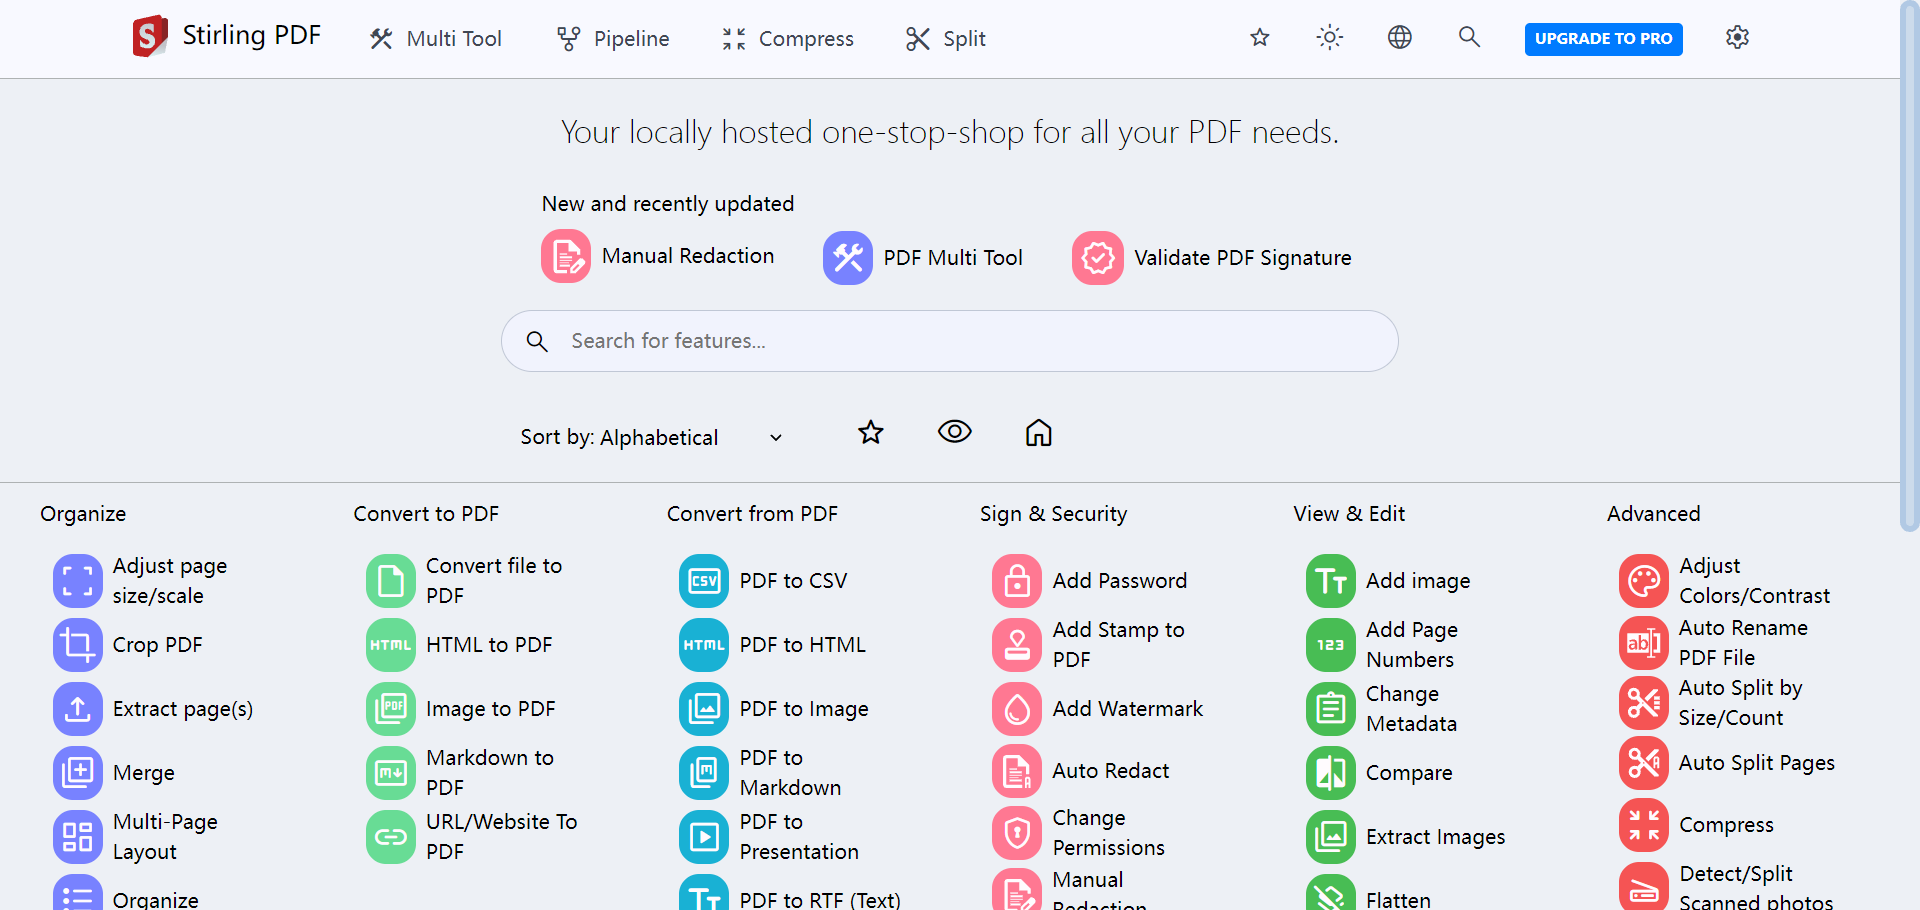 Stirling PDF
Multi Tool
Pipeline
Compress
Split
UPGRADE TO PRO
Your locally hosted one-stop-shop for all your PDF needs.
New and recently updated
Manual Redaction
PDF Multi Tool
Validate PDF Signature
Search for features...
Sort by: Alphabetical
Organize
Adjust page
size/scale
Crop PDF
Extract page(s)
Merge
Multi-Page
Layout
Organize
Convert to PDF
Convert file to
PDF
HTML
HTML to PDF
PDF
Image to PDF
Markdown to
PDF
URL/Website To
PDF
Convert from PDF
CSV
PDF to CSV
HTML
PDF to HTML
PDF to Image
PDF to
Markdown
PDF to
Presentation
PDF to RTF (Text)
Sign & Security
Add Password
Add Stamp to
PDF
Add Watermark
Auto Redact
Change
Permissions
Manual
Redaction
View & Edit
Add image
123
Add Page
Numbers
Change
Metadata
Compare
Extract Images
Flatten
Advanced
Adjust
Colors/Contrast
Auto Rename
PDF File
Auto Split by
Size/Count
Auto Split Pages
Compress
Detect/Split
Scanned photos